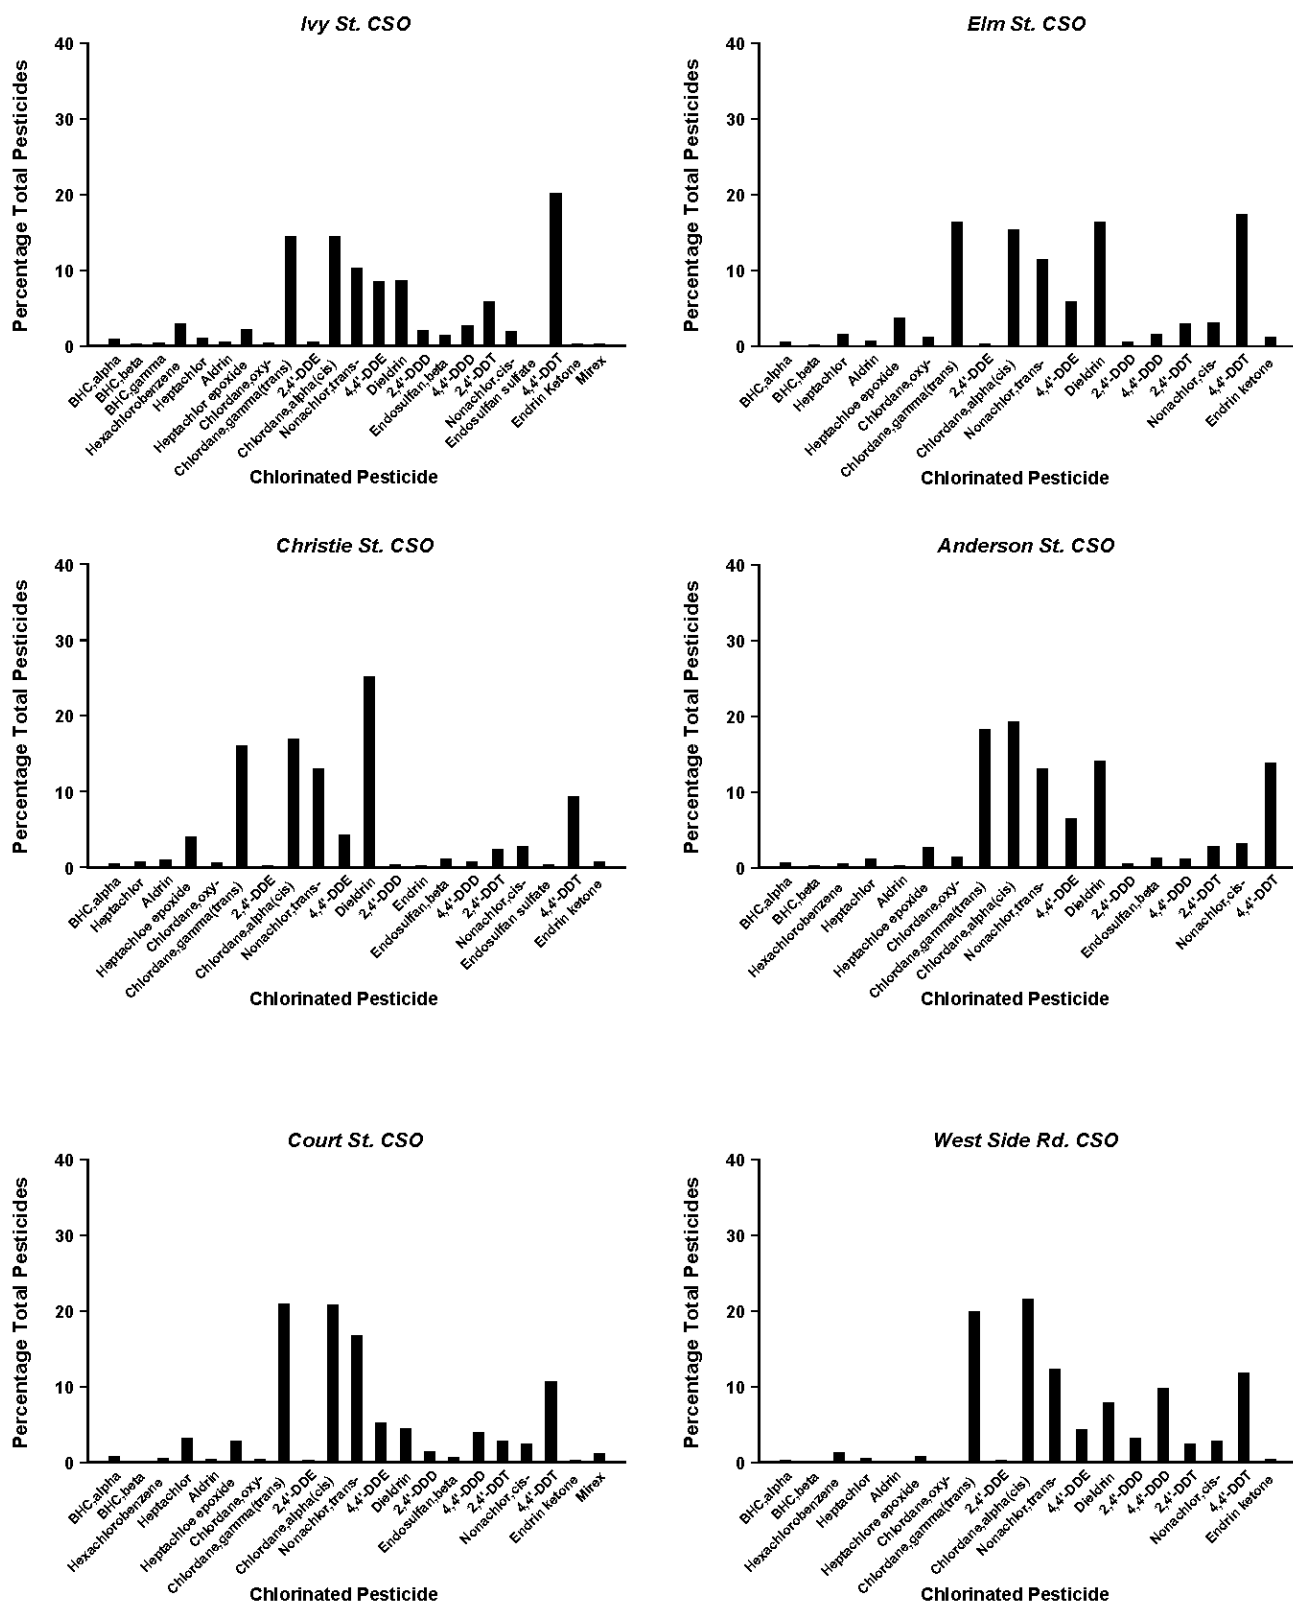 Ivy St. CSO
Percentage Total Pesticides
40
30
20
10
0
BHC,alpha
BHC,beta
BHC,gamma
Hexachlorobenzene
Heptachlor
Aldrin
Heptachlor epoxide
Chlordane,oxy-
Chlordane,gamma(trans)
2,4'-DDE
Chlordane,alpha(cis)
Nonachlor,trans-
4,4'-DDE
Dieldrin
2,4'-DDD
Endosulfan,beta
4,4'-DDD
2,4'-DDT
Nonachlor,cis-
Endosulfan sulfate
4,4'-DDT
Endrin Ketone
Mirex
Chlorinated Pesticide
Elm St. CSO
Percentage Total Pesticides
40
30
20
10
0
BHC,alpha
BHC,beta
Heptachlor
Aldrin
Heptachloe epoxide
Chlordane,oxy-
Chlordane,gamma(trans)
2,4'-DDE
Chlordane,alpha(cis)
Nonachlor,trans-
4,4'-DDE
Dieldrin
2,4'-DDD
4,4'-DDD
2,4'-DDT
Nonachlor,cis-
4,4'-DDT
Endrin ketone
Chlorinated Pesticide
Christie St. CSO
Percentage Total Pesticides
40
30
20
10
0
BHC,alpha
Heptachlor
Aldrin
Heptachloe epoxide
Chlordane,oxy-
Chlordane,gamma(trans)
2,4'-DDE
Chlordane,alpha(cis)
Nonachlor,trans-
4,4'-DDE
Dieldrin
2,4'-DDD
Endrin
Endosulfan,beta
4,4'-DDD
2,4'-DDT
Nonachlor,cis-
Endosulfan sulfate
4,4'-DDT
Endrin ketone
Chlorinated Pesticide
Anderson St. CSO
Percentage Total Pesticides
40
30
20
10
0
BHC,alpha
BHC,beta
Hexachlorobenzene
Heptachlor
Aldrin
Heptachloe epoxide
Chlordane,oxy-
Chlordane,gamma(trans)
Chlordane,alpha(cis)
Nonachlor,trans-
4,4'-DDE
Dieldrin
2,4'-DDD
Endosulfan,beta
4,4'-DDD
2,4'-DDT
Nonachlor,cis-
4,4'-DDT
Chlorinated Pesticide
Court St. CSO
Percentage Total Pesticides
40
30
20
10
0
BHC,alpha
BHC,beta
Hexachlorobenzene
Heptachlor
Aldrin
Heptachloe epoxide
Chlordane,oxy-
Chlordane,gamma(trans)
2,4'-DDE
Chlordane,alpha(cis)
Nonachlor,trans-
4,4'-DDE
Dieldrin
2,4'-DDD
Endosulfan,beta
4,4'-DDD
2,4'-DDT
Nonachlor,cis-
4,4'-DDT
Endrin ketone
Mirex
Chlorinated Pesticide
West Side Rd. CSO
Percentage Total Pesticides
40
30
20
10
0
BHC,alpha
BHC,beta
Hexachlorobenzene
Heptachlor
Aldrin
Heptachlore epoxide
Chlordane,oxy-
Chlordane,gamma(trans)
2,4'-DDE
Chlordane,alpha(cis)
Nonachlor,trans-
4,4'-DDE
Dieldrin
2,4'-DDD
4,4'-DDD
2,4'-DDT
Nonachlor,cis-
4,4'-DDT
Endrin ketone
Chlorinated Pesticide